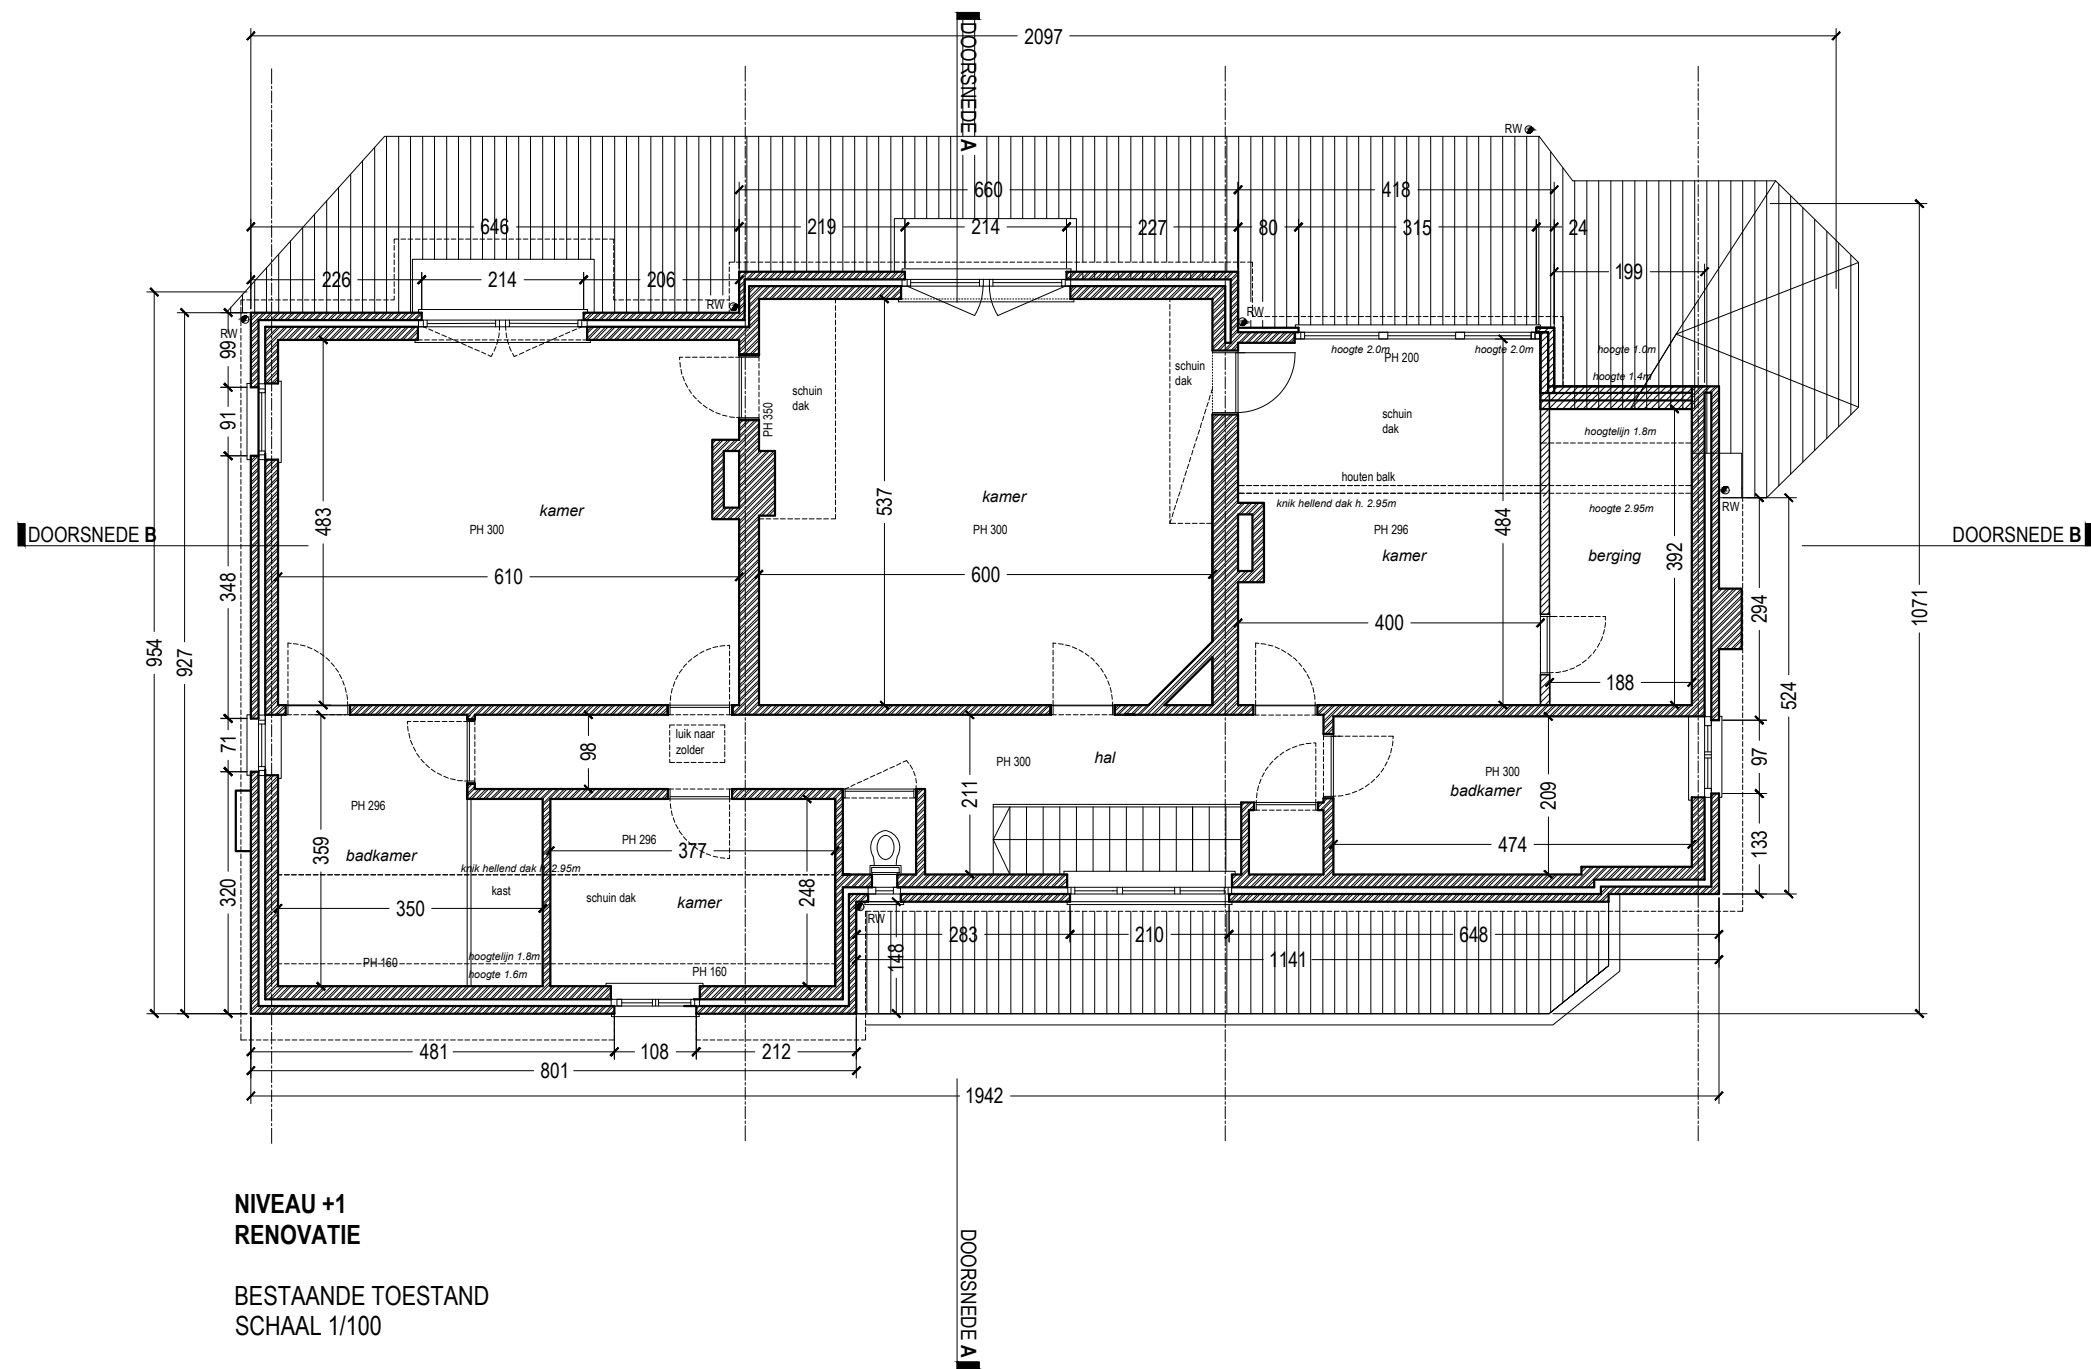 DOORSNEDE A
2097
RW
660
418
646
219
214
227
80
315
24
199
226
214
206
RW
RW
RW
99
hoogte 2.0m
hoogte 2.0m
hoogte 1.0m
PH 200
schuin
dak
hoogte 1.4m
schuin
dak
PH 350
91
schuin
dak
hoogtelijn 1.8m
houten balk
kamer
kamer
knik hellend dak h. 2.95m
hoogte 2.95m
RW
483
PH 300
537
PH 300
PH 296
484
DOORSNEDE B
DOORSNEDE B
kamer
berging
392
610
600
348
294
1071
400
954
927
188
524
luik naar
zolder
71
98
PH 300
hal
PH 300
97
badkamer
209
211
PH 296
359
PH 296
377
474
133
badkamer
knik hellend dak h. 2.95m
kast
schuin dak
kamer
248
320
350
RW
283
210
648
148
PH 160
hoogtelijn 1.8m
hoogte 1.6m
PH 160
1141
481
108
212
801
1942
NIVEAU +1
RENOVATIE
BESTAANDE TOESTAND
SCHAAL 1/100
DOORSNEDE A